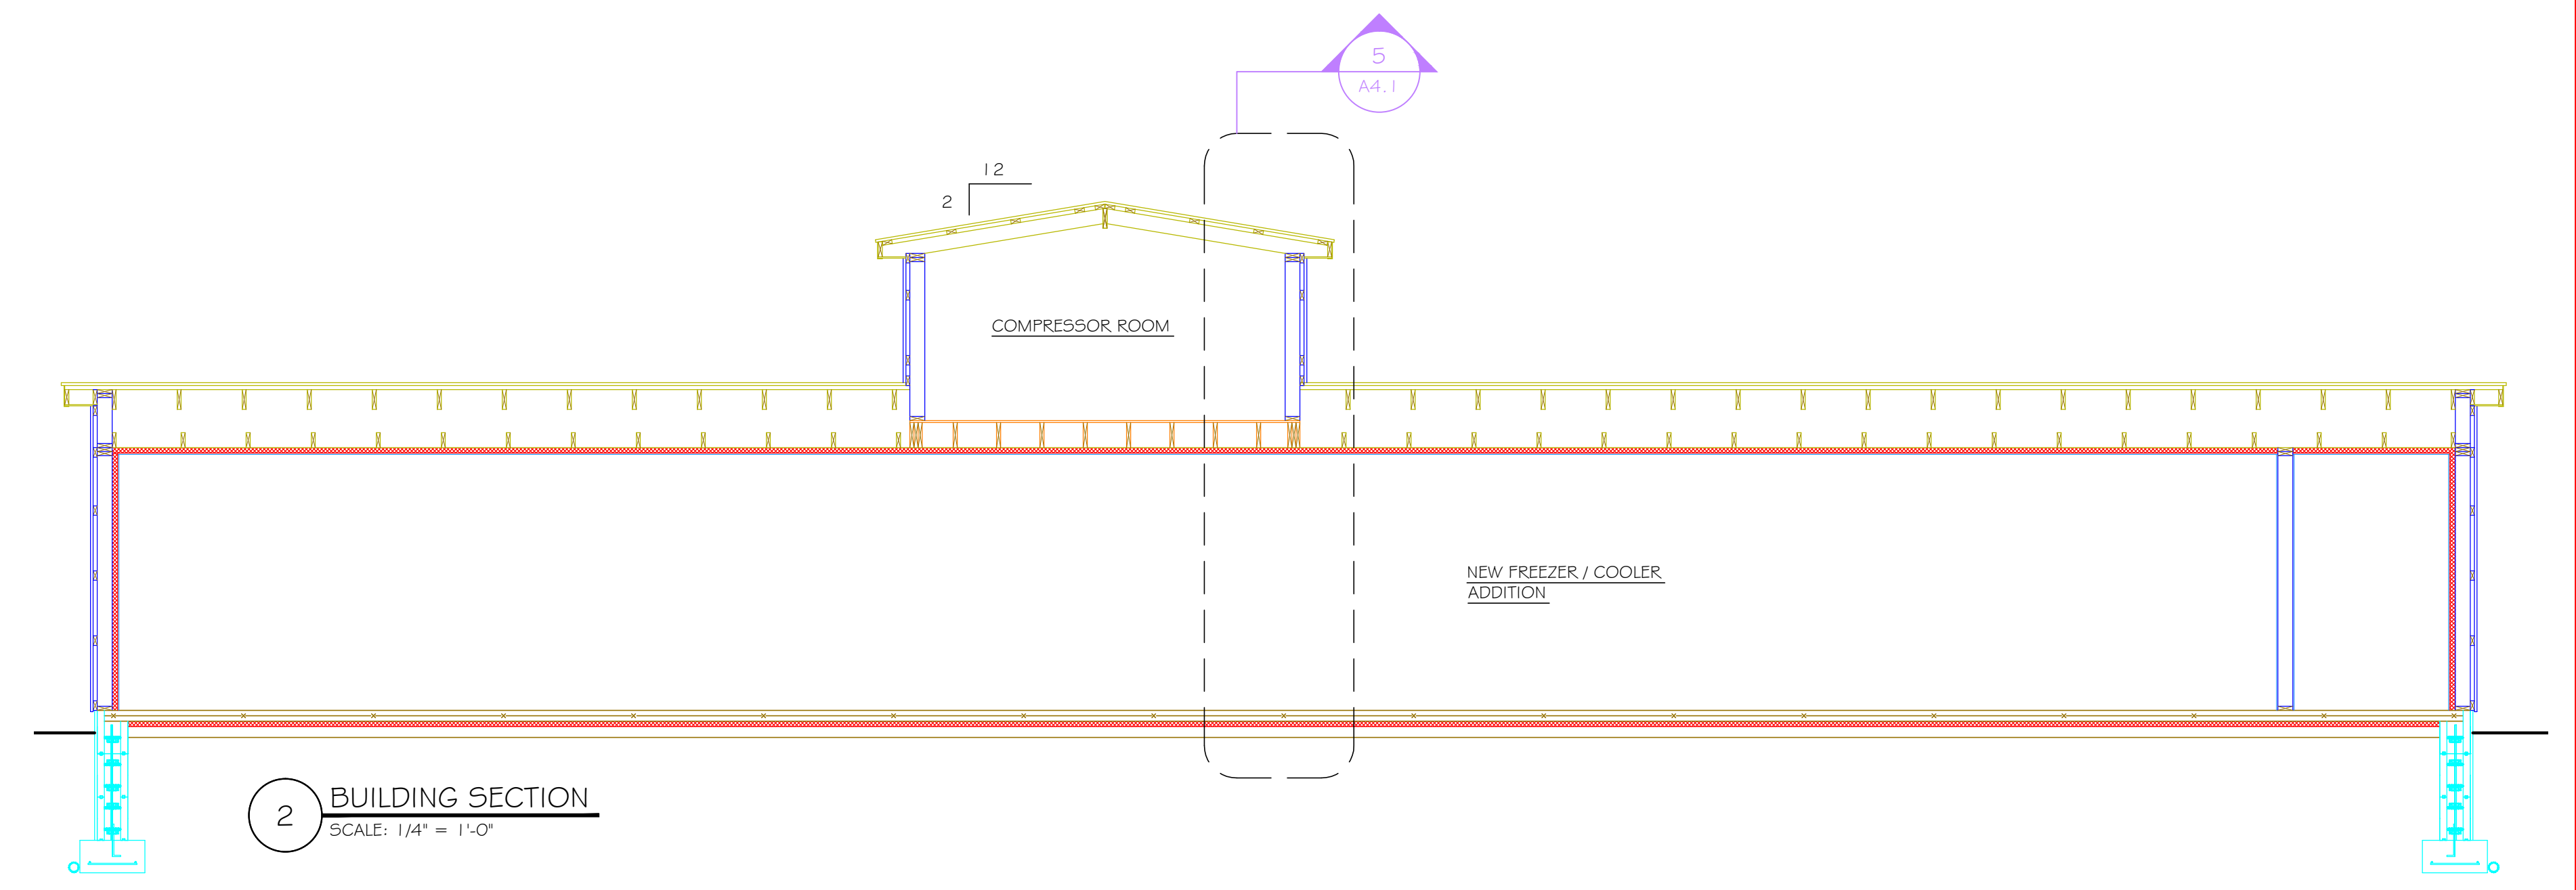 5
A4.1
12
2
COMPRESSOR ROOM
NEW FREEZER / COOLER
ADDITION
2
BUILDING SECTION
SCALE: 1/4" = 1'-0"